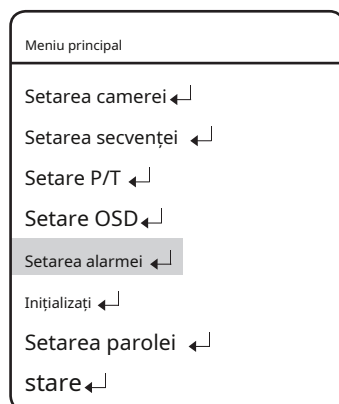 Meniu principal
Setarea camerei
Setarea secvenței
Setare P/T
Setare OSD
Setarea alarmei
Inițializați
Setarea parolei
stare